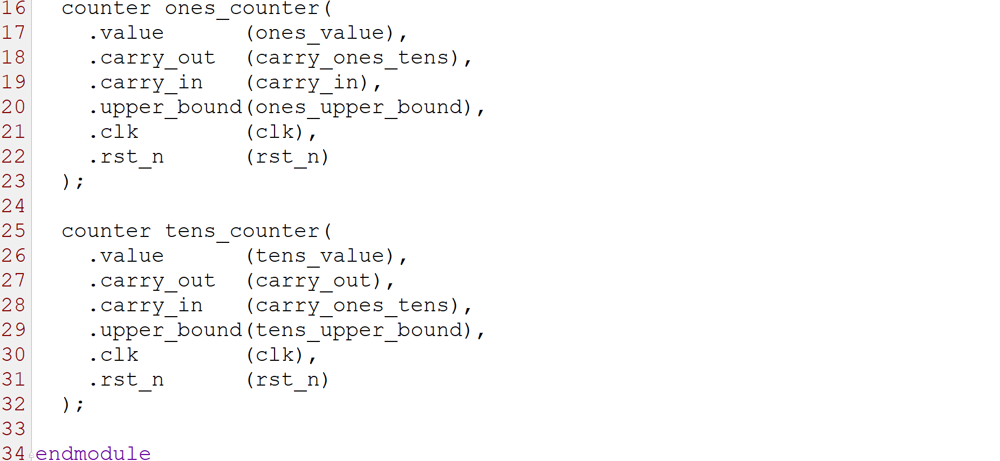 16  counter ones_counter(
17    .value      (ones_value),
18    .carry_out  (carry_ones_tens),
19    .carry_in   (carry_in),
20    .upper_bound(ones_upper_bound),
21    .clk        (clk),
22    .rst_n      (rst_n)
23  );
24
25  counter tens_counter(
26    .value      (tens_value),
27    .carry_out  (carry_out),
28    .carry_in   (carry_ones_tens),
29    .upper_bound(tens_upper_bound),
30    .clk        (clk),
31    .rst_n      (rst_n)
32  );
33
34 endmodule